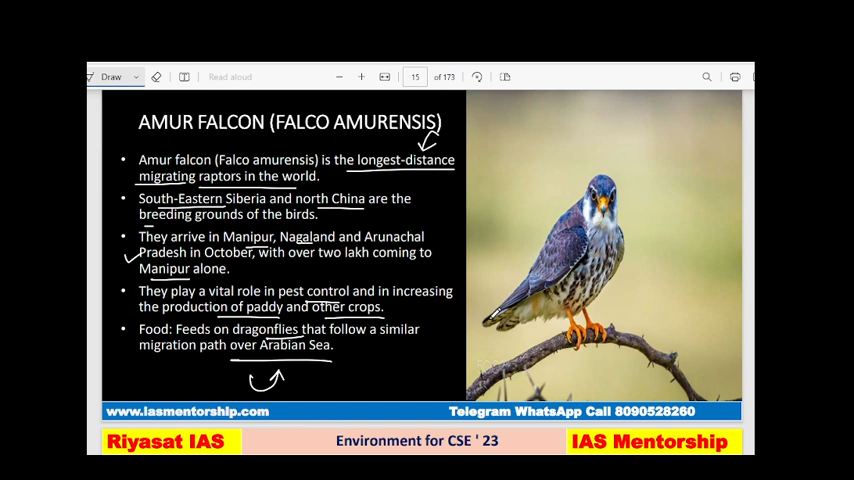 Draw
Read aloud
15 of 173
AMUR FALCON (FALCO AMURENSIS)
• Amur falcon (Falco amurensis) is the longest-distance
migrating raptors in the world.
• South-Eastern Siberia and north China are the
breeding grounds of the birds.
• They arrive in Manipur, Nagaland and Arunachal
Pradesh in October, with over two lakh coming to
Manipur alone.
• They play a vital role in pest control and in increasing
the production of paddy and other crops.
• Food: Feeds on dragonflies that follow a similar
migration path over Arabian Sea.
www.iasmentorship.com
Telegram WhatsApp Call 8090528260
Riyasat IAS
Environment for CSE ' 23
IAS Mentorship